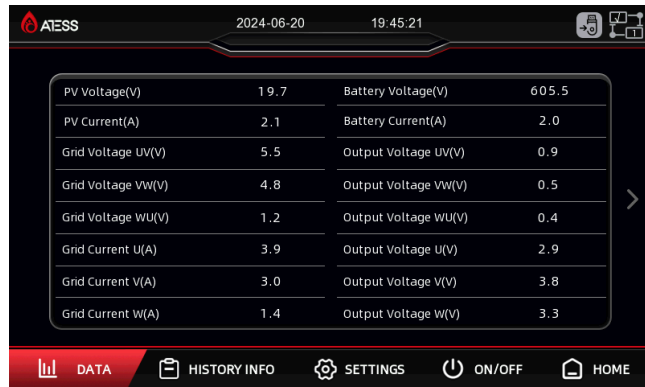 ATESS 2024-06-20 19:45:21
1
PV Voltage(V) 19.7 Battery Voltage(V) 605.5
PV Current(A) 2.1 Battery Current(A) 2.0
Grid Voltage UV(V) 5.5 Output Voltage UV(V) 0.9
Grid Voltage VW(V) 4.8 Output Voltage VW(V) 0.5
Grid Voltage WU(V) 1.2 Output Voltage WU(V) 0.4
Grid Current U(A) 3.9 Output Voltage U(V) 2.9
Grid Current V(A) 3.0 Output Voltage V(V) 3.8
Grid Current W(A) 1.4 Output Voltage W(V) 3.3
DATA HISTORY INFO SETTINGS ON/OFF HOME